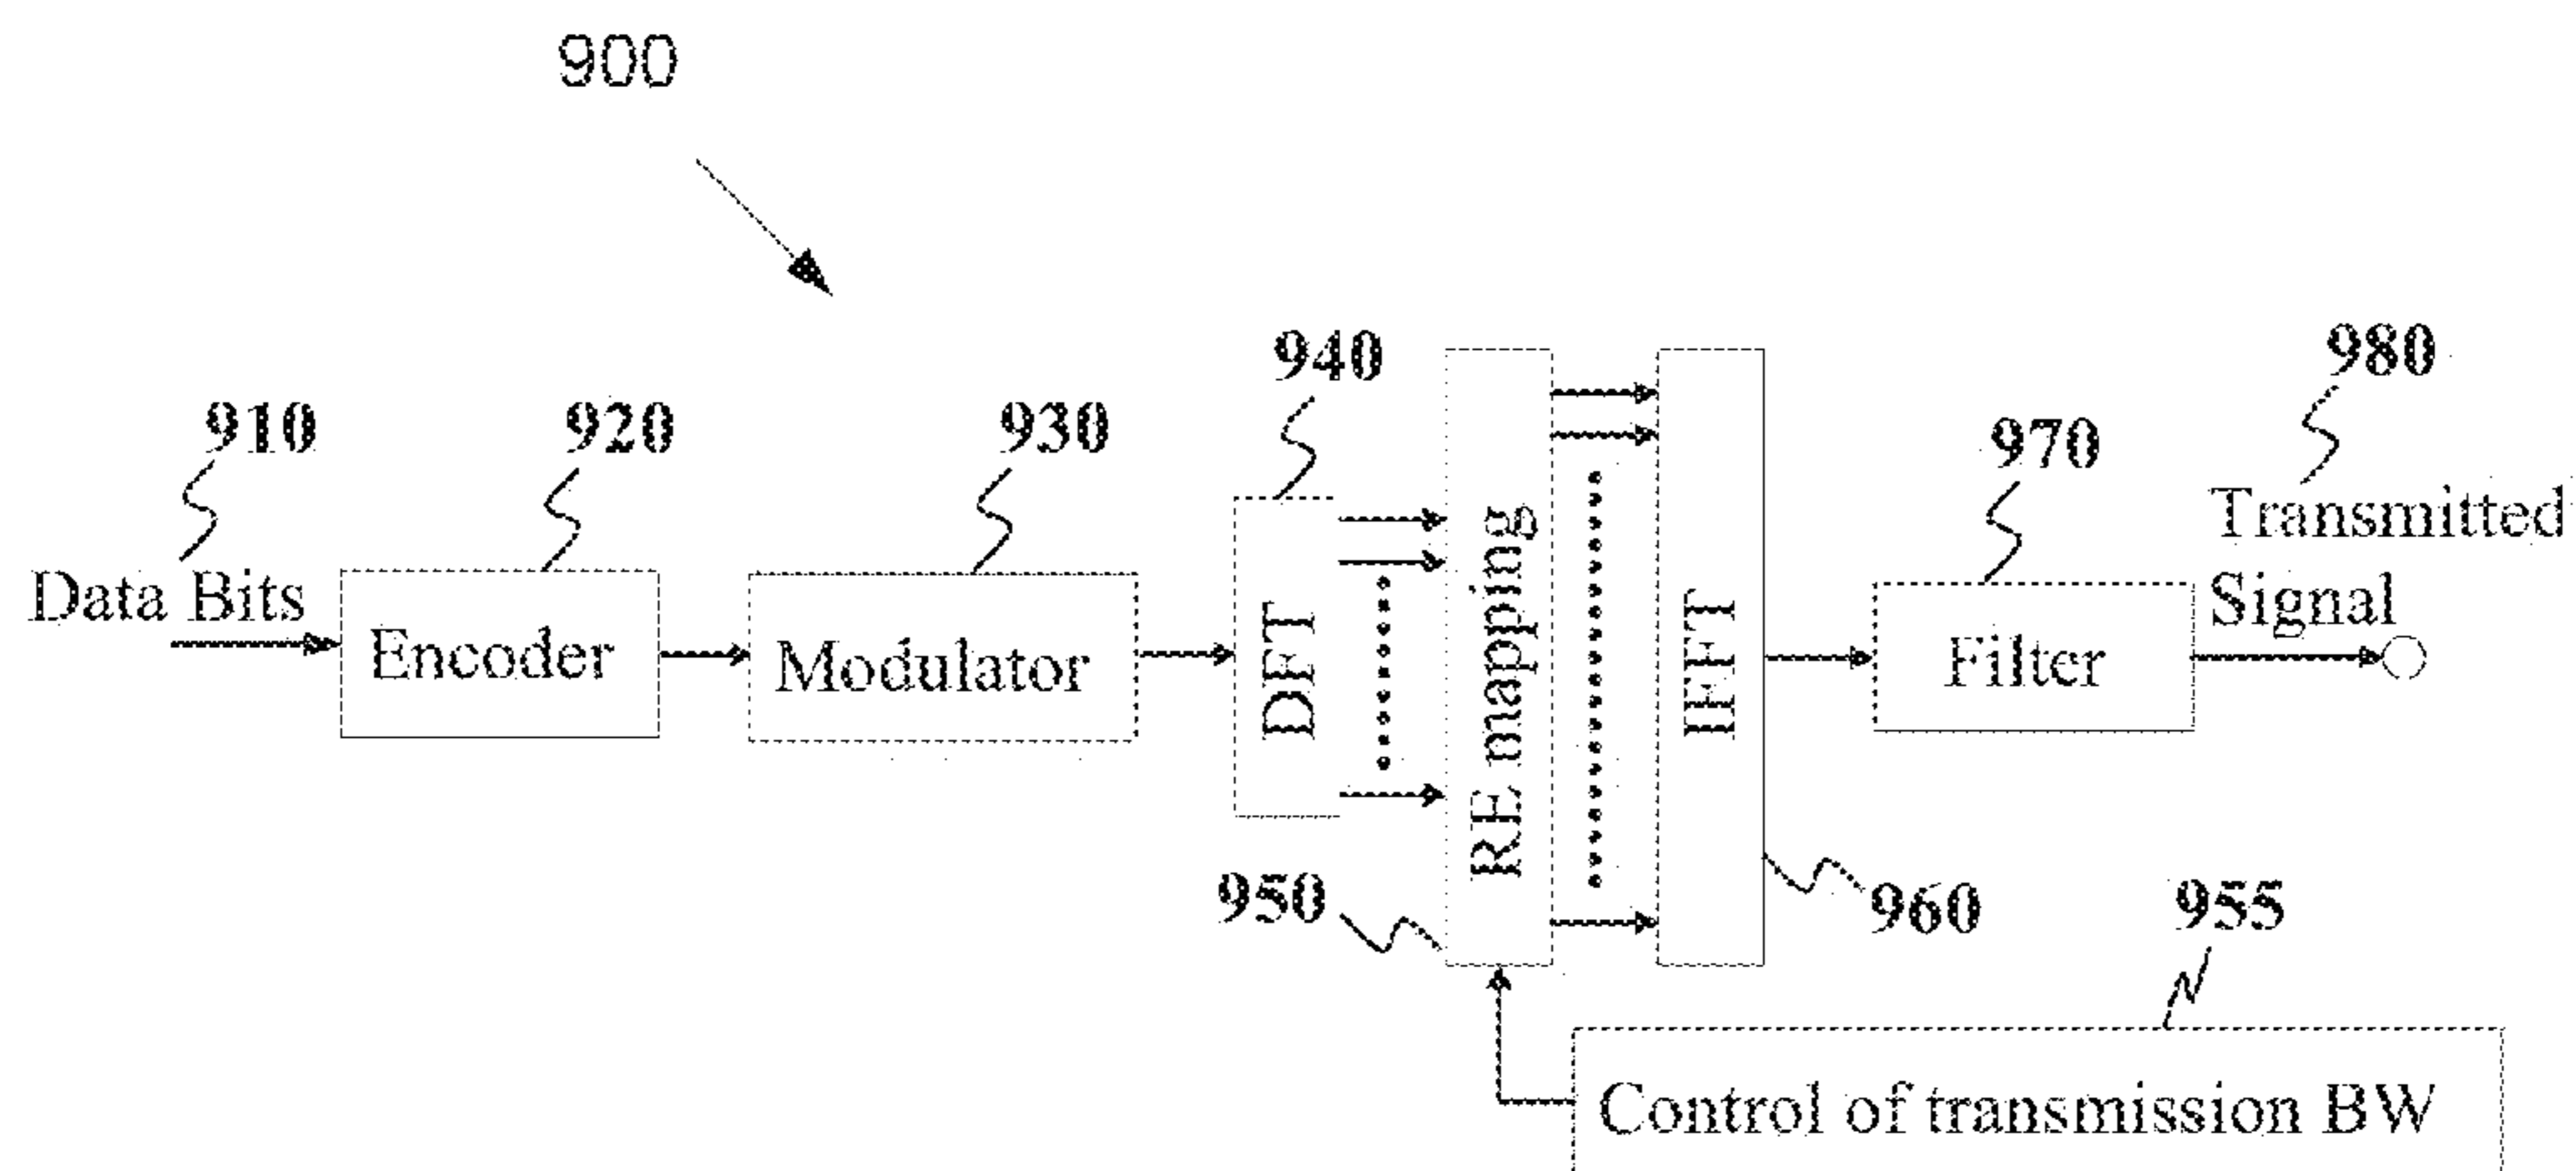 900
910
920
930
940
980
970
Data Bits
Encoder
Modulator
DFT
RE mapping
IFFT
Filter
Transmitted
Signal
950
960
955
Control of transmission BW